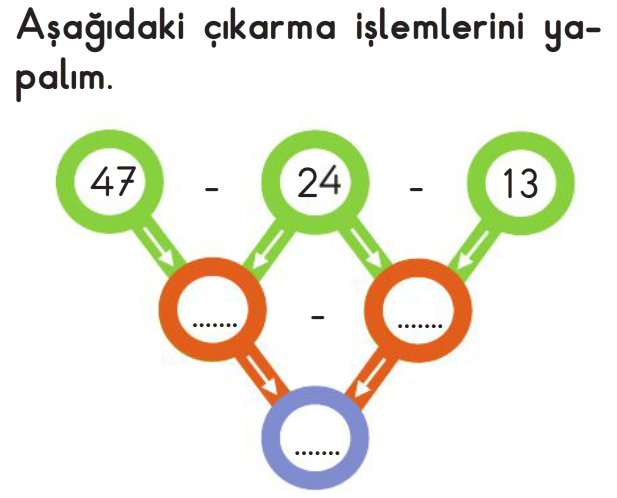 Aşağıdaki çıkarma işlemlerini ya-
palım.
47 - 24 - 13
....... - .......
.......